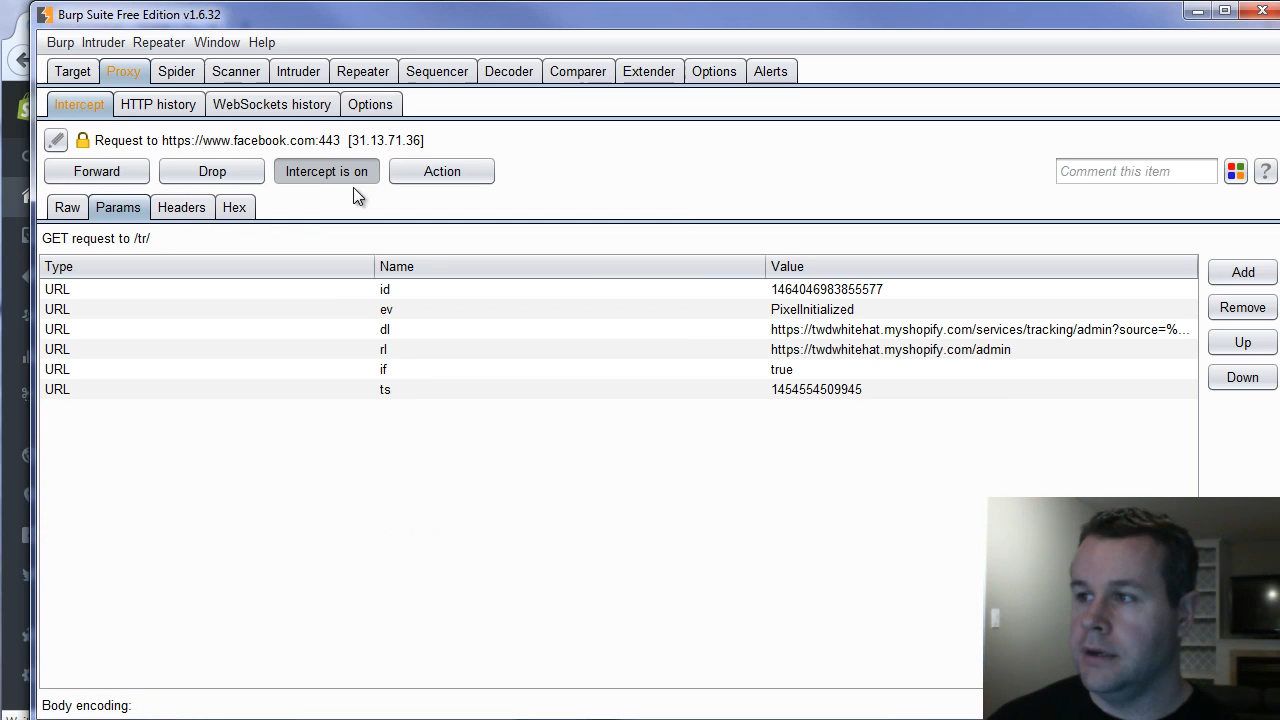 Burp Suite Free Edition v1.6.32
Burp Intruder Repeater Window Help
Target Proxy Spider Scanner Intruder Repeater Sequencer Decoder Comparer Extender Options Alerts
Intercept HTTP history WebSockets history Options
Request to https://www.facebook.com:443 [31.13.71.36]
Forward Drop Intercept is on Action Comment this item ?
Raw Params Headers Hex
GET request to /tr/
Type Name Value
URL id 1464046983855577
URL ev PixelInitialized
URL dl https://twdwhitehat.myshopify.com/services/tracking/admin?source=%...
URL rl https://twdwhitehat.myshopify.com/admin
URL if true
URL ts 1454554509945
Add
Remove
Up
Down
Body encoding: